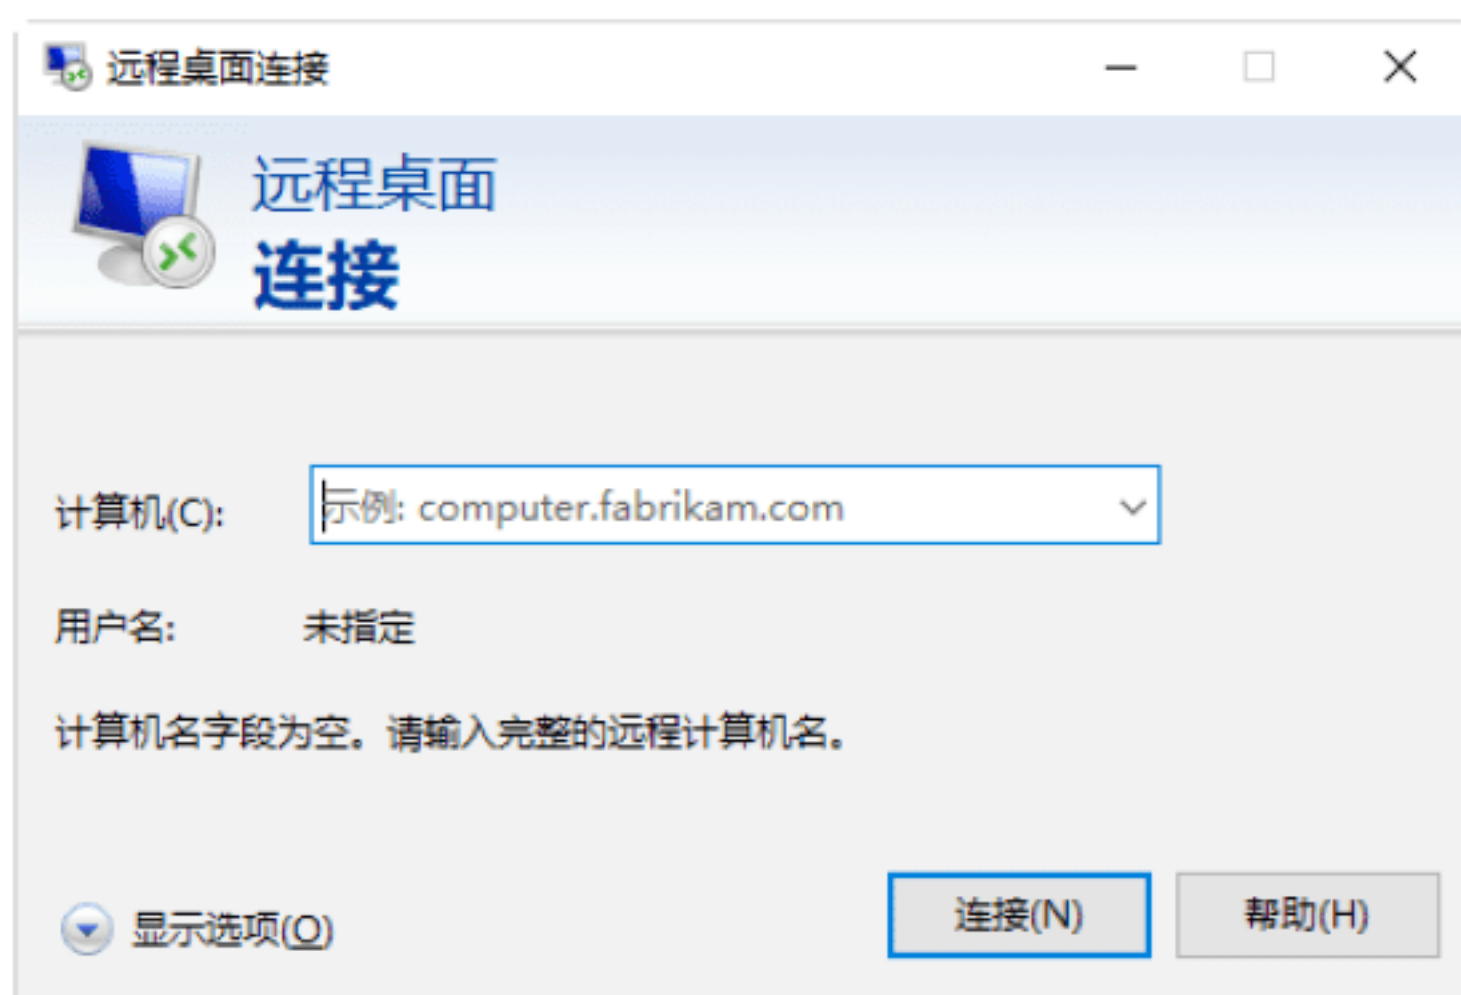 远程桌面连接
远程桌面
连接
计算机(C): 示例: computer.fabrikam.com
用户名: 未指定
计算机名字段为空。请输入完整的远程计算机名。
显示选项(O) 连接(N) 帮助(H)